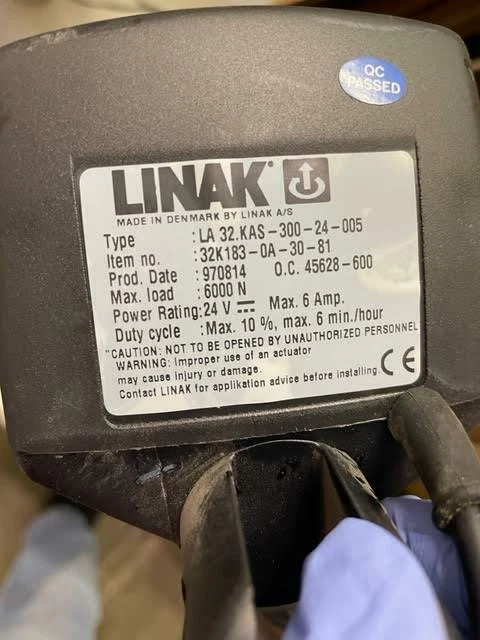 QC
PASSED
LINAK®
MADE IN DENMARK BY LINAK A/S
Type : LA 32.KAS-300-24-005
Item no. : 32K183-0A-30-81
Prod. Date : 970814 O.C. 45628-600
Max. load : 6000 N
Power Rating: 24 V Max. 6 Amp.
Duty cycle : Max. 10 %, max. 6 min./hour
"CAUTION: NOT TO BE OPENED BY UNAUTHORIZED PERSONNEL
WARNING: Improper use of an actuator
may cause injury or damage.
Contact LINAK for applikation advice before installing. CE